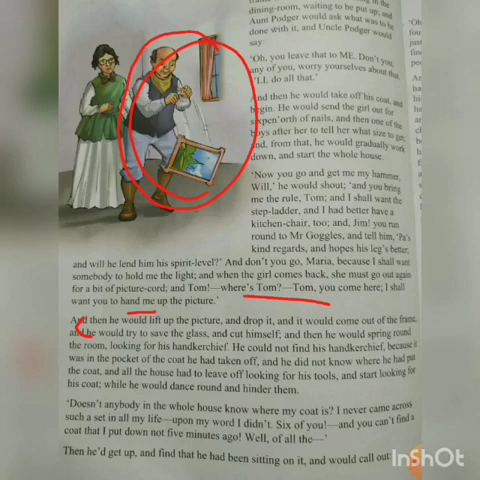 dining-room, waiting to be put up; and
Aunt Podger would ask what was to be
done with it, and Uncle Podger would
say:
'Oh, you leave that to ME. Don't you,
any of you, worry yourselves about that.
I'LL do all that.'
And then he would take off his coat, and
begin. He would send the girl out for
sixpen'orth of nails, and then one of the
boys after her to tell her what size to get;
and, from that, he would gradually work
down, and start the whole house.
'Now you go and get me my hammer,
Will,' he would shout; 'and you bring
me the rule, Tom; and I shall want the
step-ladder, and I had better have a
kitchen-chair, too; and, Jim! you run
round to Mr Goggles, and tell him, 'Pa's
kind regards, and hopes his leg's better;
and will he lend him his spirit-level?' And don't you go, Maria, because I shall want
somebody to hold me the light; and when the girl comes back, she must go out again
for a bit of picture-cord; and Tom!—where's Tom?—Tom, you come here; I shall
want you to hand me up the picture.'
And then he would lift up the picture, and drop it, and it would come out of the frame,
and he would try to save the glass, and cut himself; and then he would spring round
the room, looking for his handkerchief. He could not find his handkerchief, because it
was in the pocket of the coat he had taken off, and he did not know where he had put
the coat, and all the house had to leave off looking for his tools, and start looking for
his coat; while he would dance round and hinder them.
'Doesn't anybody in the whole house know where my coat is? I never came across
such a set in all my life—upon my word I didn't. Six of you!—and you can't find a
coat that I put down not five minutes ago! Well, of all the—'
Then he'd get up, and find that he had been sitting on it, and would call out:
InShOt